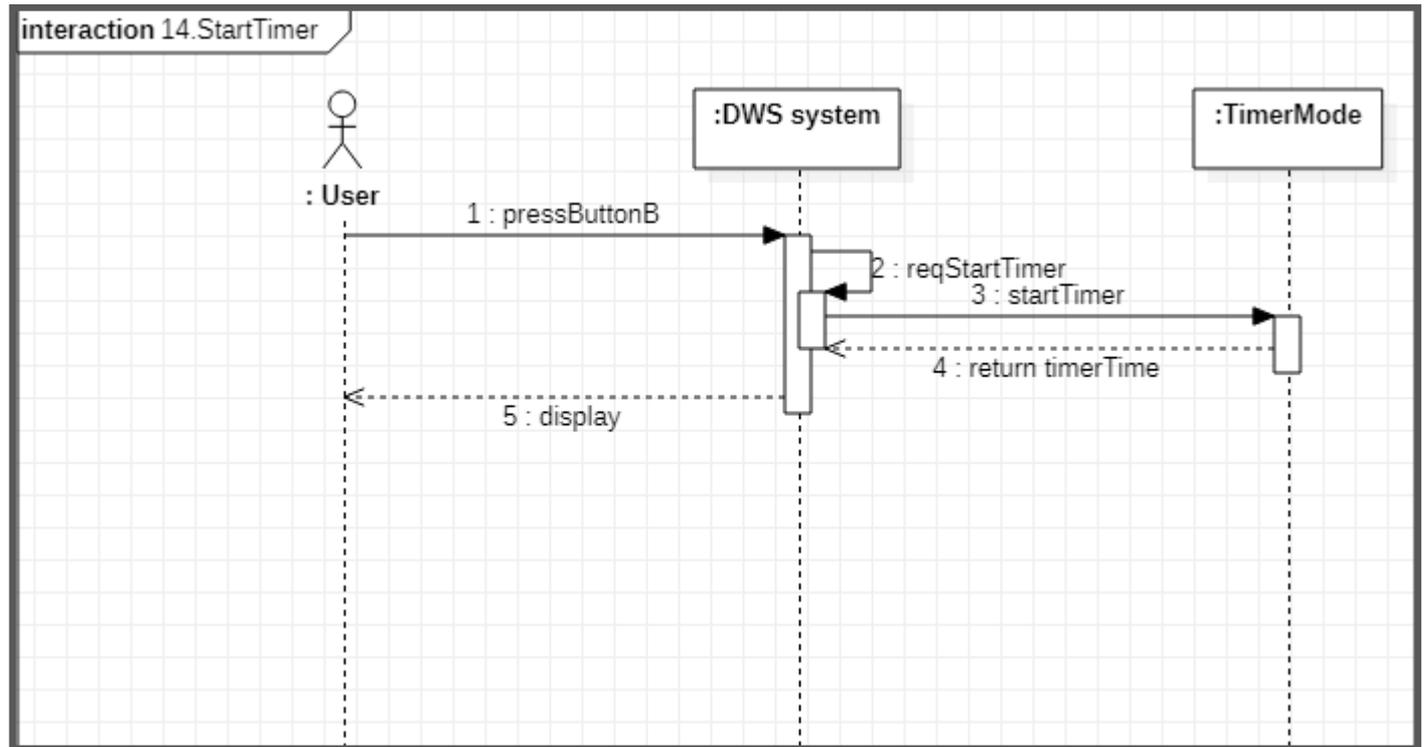 interaction 14.StartTimer
:DWS system
:TimerMode
: User
1 : pressButtonB
2 : reqStartTimer
3 : startTimer
4 : return timerTime
5 : display